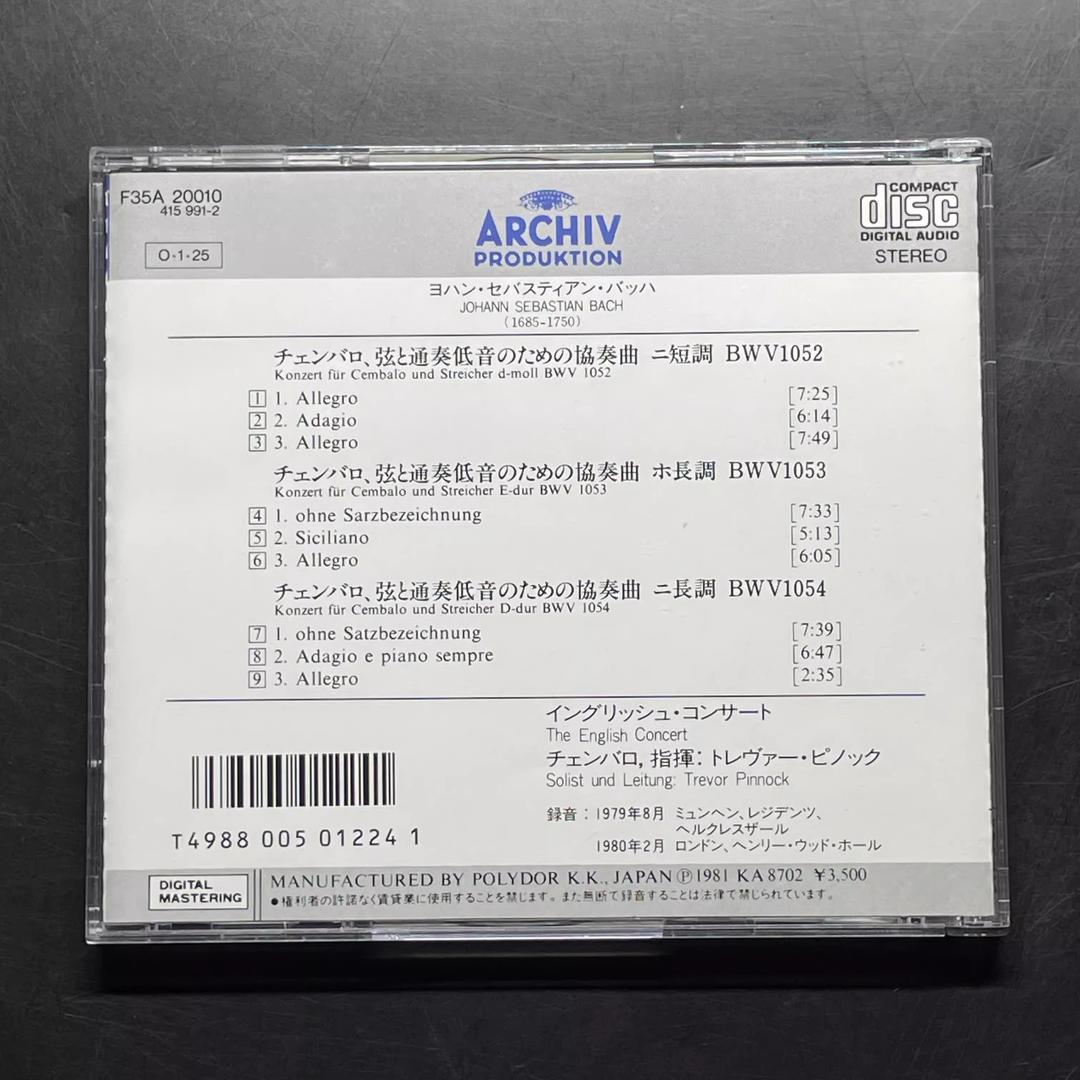 F35A 20010
415 991-2
O・1・25
ARCHIV
PRODUKTION
COMPACT
disc
DIGITAL AUDIO
STEREO
ヨハン・セバスティアン・バッハ
JOHANN SEBASTIAN BACH
(1685-1750)
チェンバロ、弦と通奏低音のための協奏曲 ニ短調 BWV1052
Konzert für Cembalo und Streicher d-moll BWV 1052
1 1. Allegro [7:25]
2 2. Adagio [6:14]
3 3. Allegro [7:49]
チェンバロ、弦と通奏低音のための協奏曲 ホ長調 BWV1053
Konzert für Cembalo und Streicher E-dur BWV 1053
4 1. ohne Sarzbezeichnung [7:33]
5 2. Siciliano [5:13]
6 3. Allegro [6:05]
チェンバロ、弦と通奏低音のための協奏曲 ニ長調 BWV1054
Konzert für Cembalo und Streicher D-dur BWV 1054
7 1. ohne Satzbezeichnung [7:39]
8 2. Adagio e piano sempre [6:47]
9 3. Allegro [2:35]
イングリッシュ・コンサート
The English Concert
チェンバロ, 指揮: トレヴァー・ピノック
Solist und Leitung: Trevor Pinnock
録音：1979年8月 ミュンヘン、レジデンツ、
ヘルクレスザール
1980年2月 ロンドン、ヘンリー・ウッド・ホール
T4988 005 01224 1
DIGITAL
MASTERING
MANUFACTURED BY POLYDOR K.K., JAPAN Ⓟ1981 KA 8702 ¥3,500
●権利者の許諾なく賃貸業に使用することを禁じます。また無断で録音することは法律で禁じられています。